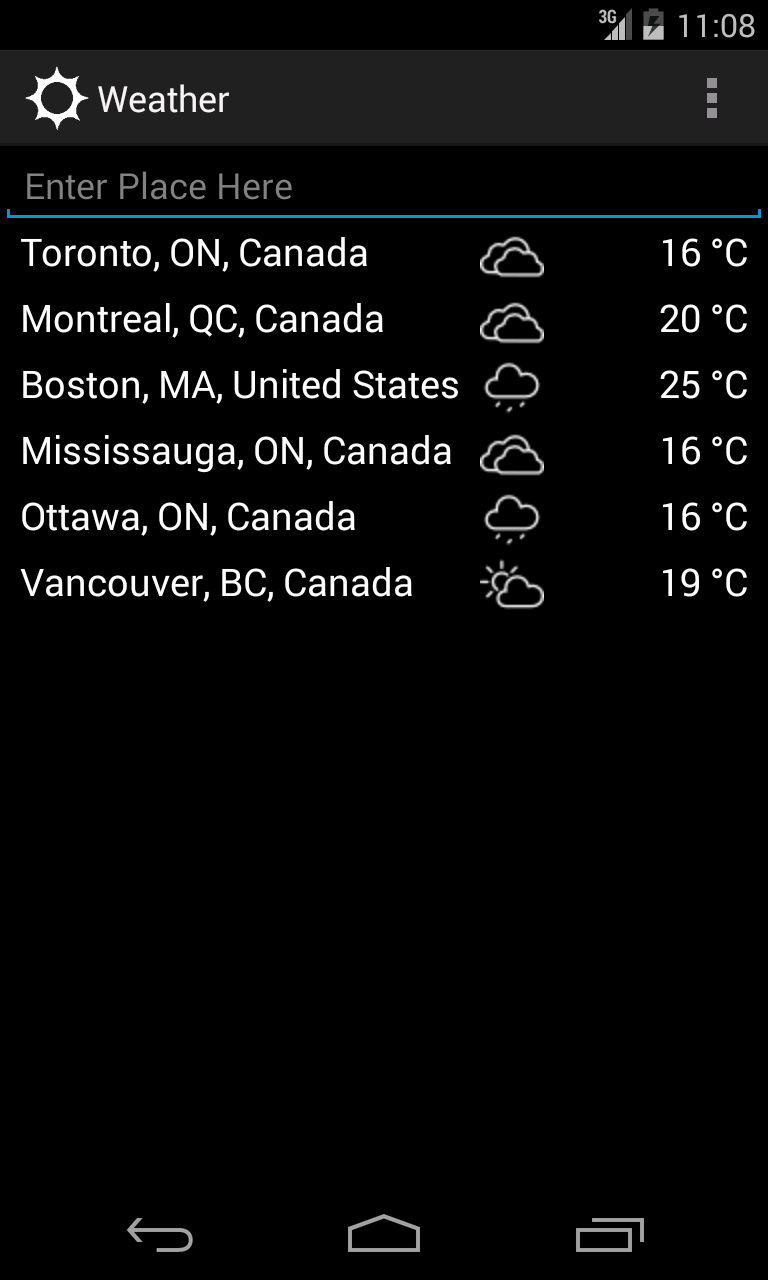 3G 11:08
Weather
Enter Place Here
Toronto, ON, Canada 16 °C
Montreal, QC, Canada 20 °C
Boston, MA, United States 25 °C
Mississauga, ON, Canada 16 °C
Ottawa, ON, Canada 16 °C
Vancouver, BC, Canada 19 °C